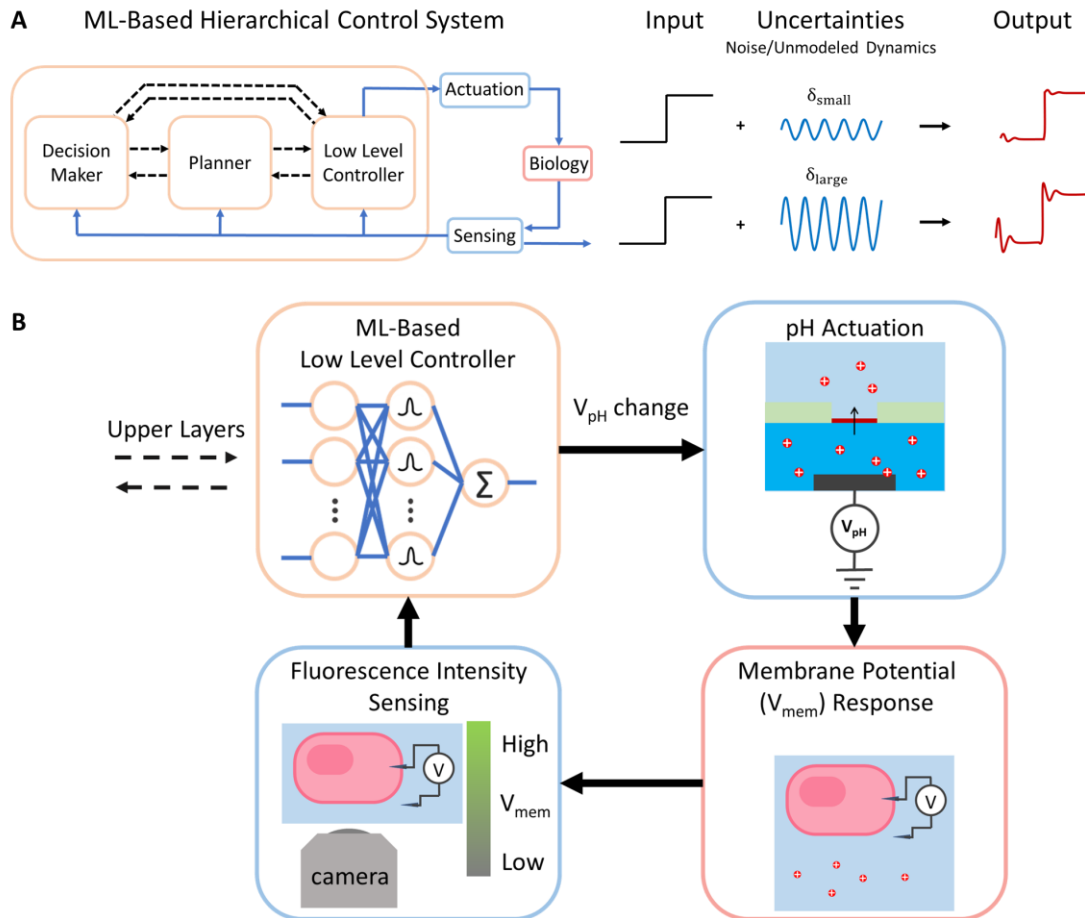 A
ML-Based Hierarchical Control System
Input
Uncertainties
Noise/Unmodeled Dynamics
Output
Decision
Maker
Planner
Low Level
Controller
Actuation
Biology
Sensing
δsmall
+
δlarge
+
B
ML-Based
Low Level Controller
Upper Layers
Σ
VpH change
pH Actuation
+
+
+
+
+
+
+
+
+
VpH
Fluorescence Intensity
Sensing
V
High
Vmem
Low
camera
Membrane Potential
(Vmem) Response
V
+
+
+
+
+